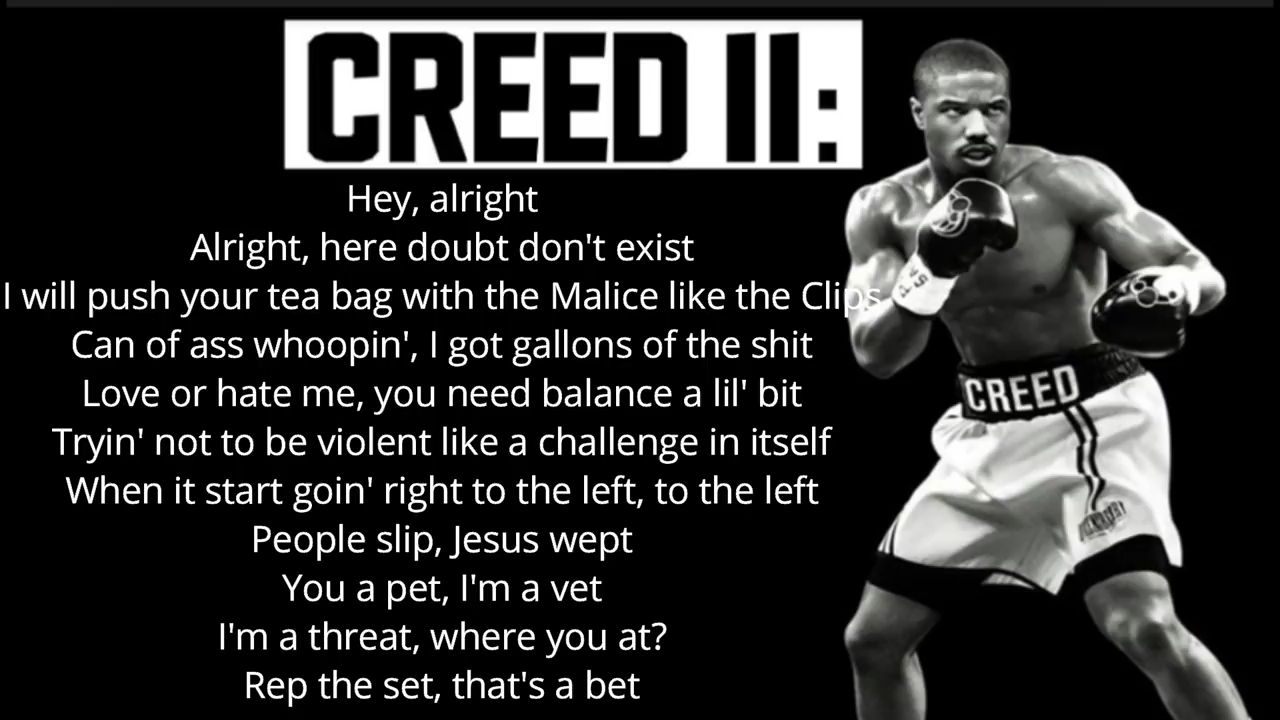 CREED II:
Hey, alright
Alright, here doubt don't exist
I will push your tea bag with the Malice like the Clips
Can of ass whoopin', I got gallons of the shit
Love or hate me, you need balance a lil' bit
Tryin' not to be violent like a challenge in itself
When it start goin' right to the left, to the left
People slip, Jesus wept
You a pet, I'm a vet
I'm a threat, where you at?
Rep the set, that's a bet
CREED